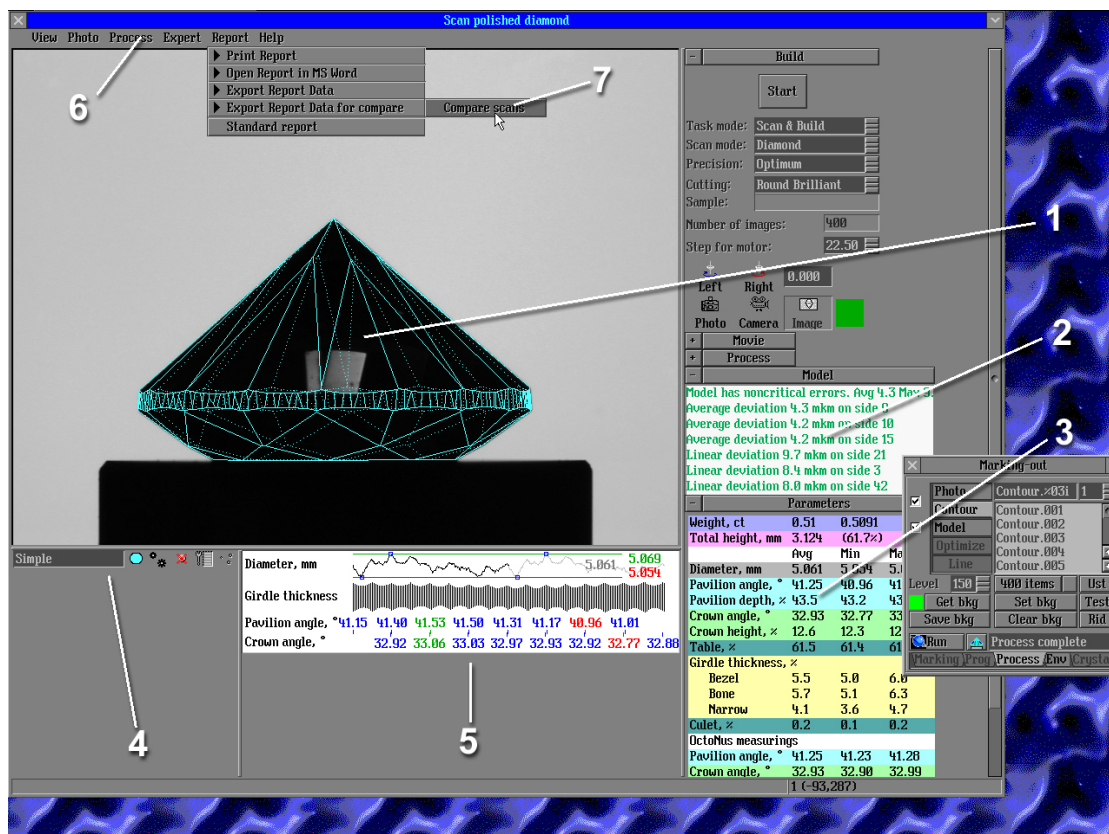 Scan polished diamond
View Photo Process Expert Report Help
Print Report
Open Report in MS Word
Export Report Data
Export Report Data for compare
Compare scans
Standard report
6
7
1
2
3
4
5
Build
Start
Task mode: Scan & Build
Scan mode: Diamond
Precision: Optimum
Cutting: Round Brilliant
Sample:
Number of images: 400
Step for motor: 22.50
Left Right 0.000
Photo Camera Image
+ Movie
+ Process
- Model
Model has noncritical errors. Avg 4.3 Max
Average deviation 4.3 mkm on side
Average deviation 4.2 mkm on side 10
Average deviation 4.2 mkm on side 15
Linear deviation 9.7 mkm on side 21
Linear deviation 8.4 mkm on side 3
Linear deviation 8.0 mkm on side 42
- Parameters
Weight, ct 0.51 0.5091
Total height, mm 3.124 (61.7%)
Avg Min
Diameter, mm 5.061 5.054
Pavilion angle, ° 41.25 40.96
Pavilion depth, % 43.5 43.2
Crown angle, ° 32.93 32.77
Crown height, % 12.6 12.3
Table, % 61.5 61.4
Girdle thickness, %
Bezel 5.5 5.0 6.0
Bone 5.7 5.1 6.3
Narrow 4.1 3.6 4.7
Culet, % 0.2 0.1 0.2
OctoNus measurings
Pavilion angle, ° 41.25 41.23 41.28
Crown angle, ° 32.93 32.90 32.99
1 (-93,287)
Marking-out
Photo Contour.%03i 1
Contour Contour.001
Model Contour.002
Optimize Contour.003
Line Contour.004
Contour.005
Level 150 400 items Ust
Get bkg Set bkg Test
Save bkg Clear bkg Rid
Run Process complete
Marking Prog Process Env
Simple
Diameter, mm 5.061 5.069
5.054
Girdle thickness
Pavilion angle, ° 41.15 41.40 41.53 41.50 41.31 41.17 40.96 41.01
Crown angle, ° 32.92 33.06 33.03 32.97 32.93 32.92 32.77 32.88